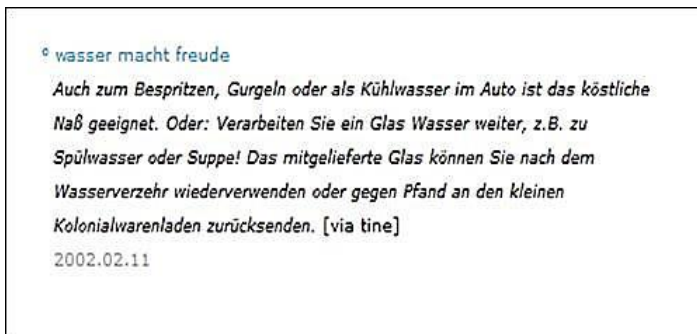 ° wasser macht freude
Auch zum Bespritzen, Gurgeln oder als Kühlwasser im Auto ist das köstliche
Naß geeignet. Oder: Verarbeiten Sie ein Glas Wasser weiter, z.B. zu
Spülwasser oder Suppe! Das mitgelieferte Glas können Sie nach dem
Wasserverzehr wiederverwenden oder gegen Pfand an den kleinen
Kolonialwarenladen zurücksenden. [via tine]
2002.02.11